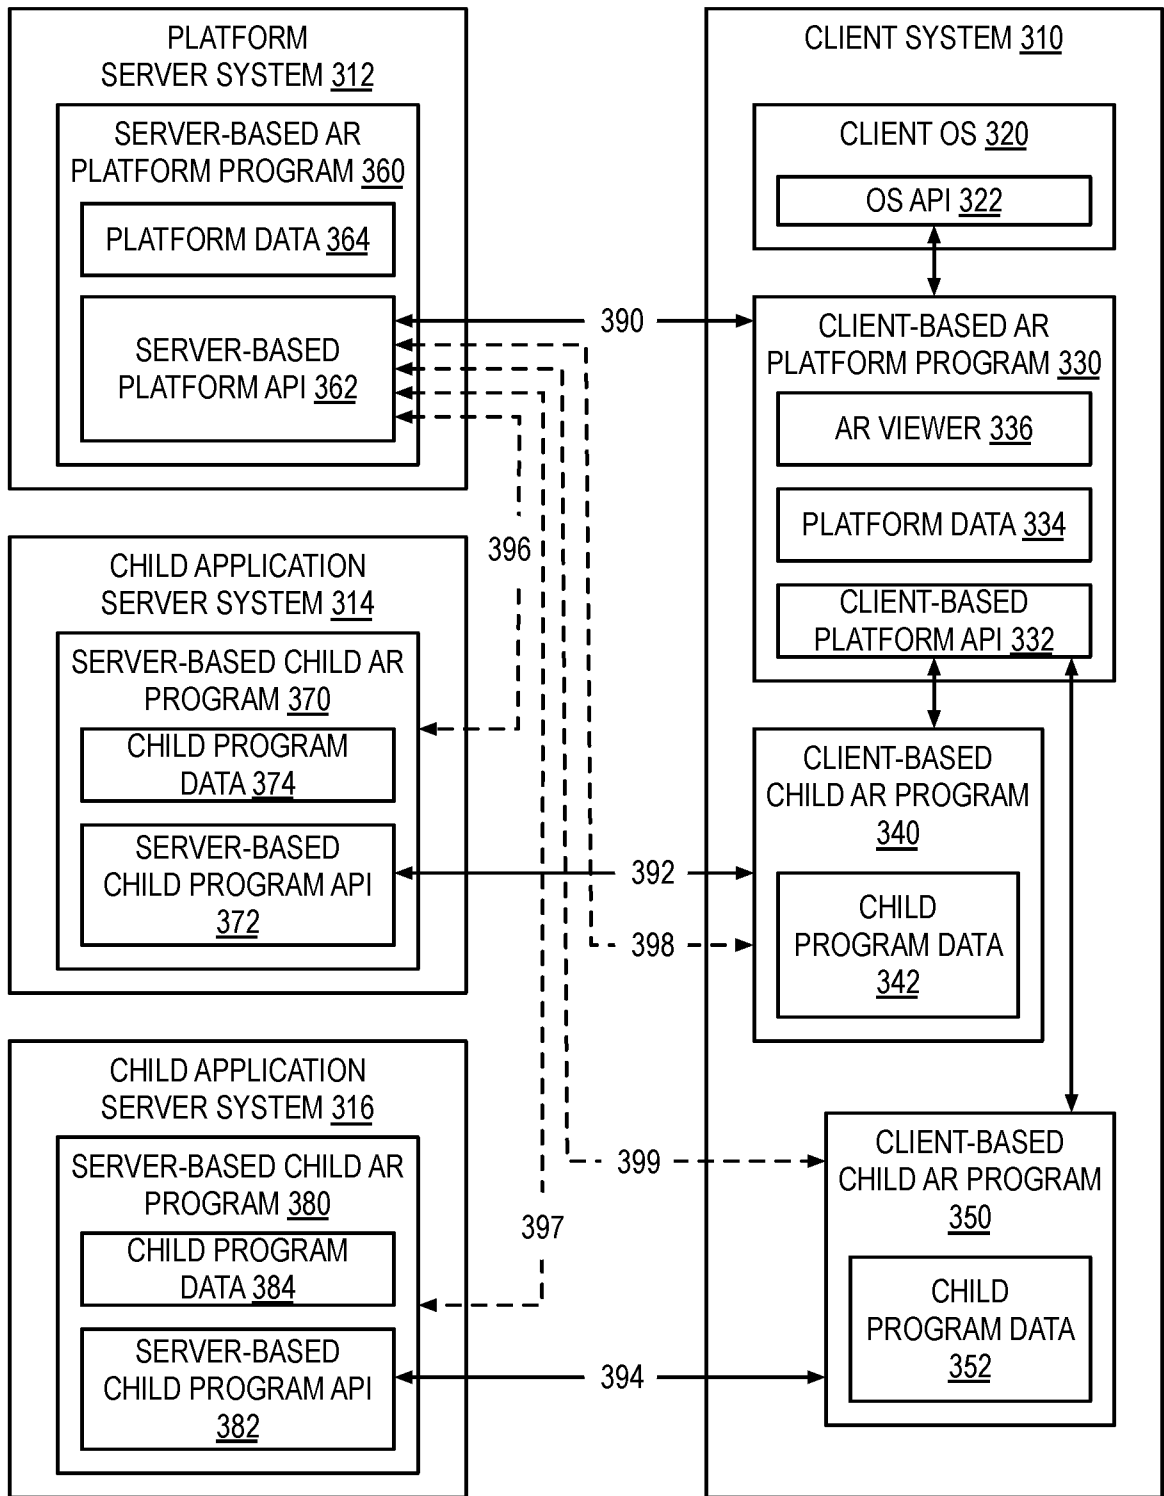 PLATFORM
SERVER SYSTEM 312
SERVER-BASED AR
PLATFORM PROGRAM 360
PLATFORM DATA 364
SERVER-BASED
PLATFORM API 362
CHILD APPLICATION
SERVER SYSTEM 314
SERVER-BASED CHILD AR
PROGRAM 370
CHILD PROGRAM
DATA 374
SERVER-BASED
CHILD PROGRAM API
372
CHILD APPLICATION
SERVER SYSTEM 316
SERVER-BASED CHILD AR
PROGRAM 380
CHILD PROGRAM
DATA 384
SERVER-BASED
CHILD PROGRAM API
382
390
396
392
398
399
397
394
CLIENT SYSTEM 310
CLIENT OS 320
OS API 322
CLIENT-BASED AR
PLATFORM PROGRAM 330
AR VIEWER 336
PLATFORM DATA 334
CLIENT-BASED
PLATFORM API 332
CLIENT-BASED
CHILD AR PROGRAM
340
CHILD
PROGRAM DATA
342
CLIENT-BASED
CHILD AR PROGRAM
350
CHILD
PROGRAM DATA
352